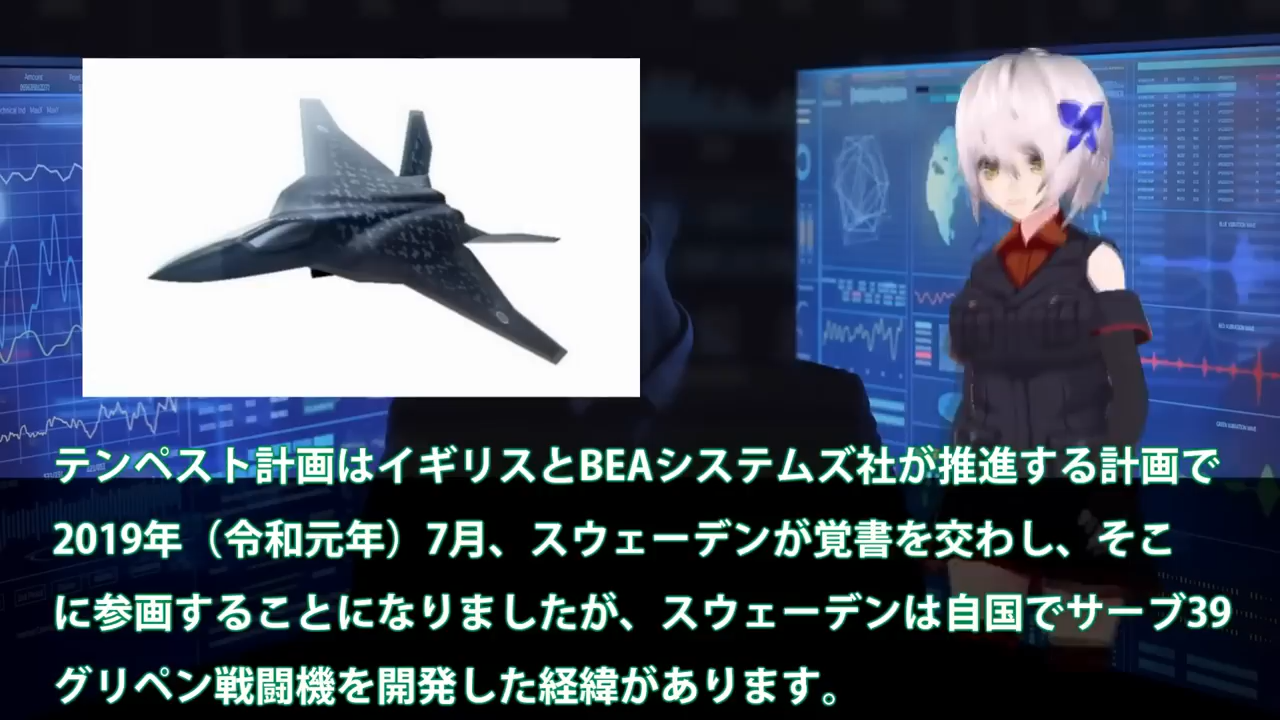 テンペスト計画はイギリスとBEAシステムズ社が推進する計画で
2019年（令和元年）7月、スウェーデンが覚書を交わし、そこ
に参画することになりましたが、スウェーデンは自国でサーブ39
グリペン戦闘機を開発した経緯があります。